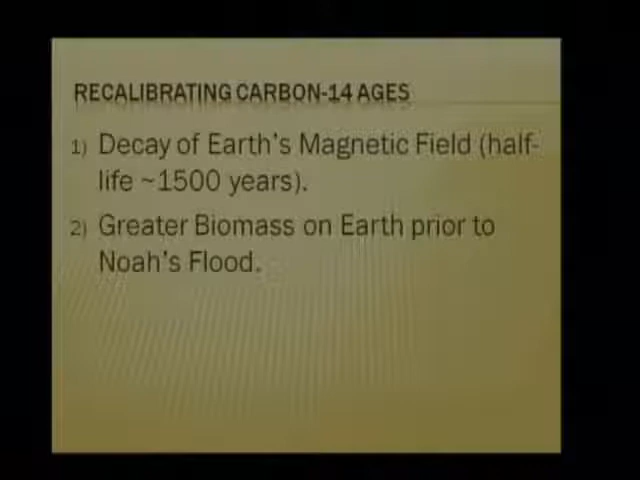 RECALIBRATING CARBON-14 AGES
1) Decay of Earth's Magnetic Field (half-
life ~1500 years).
2) Greater Biomass on Earth prior to
Noah's Flood.